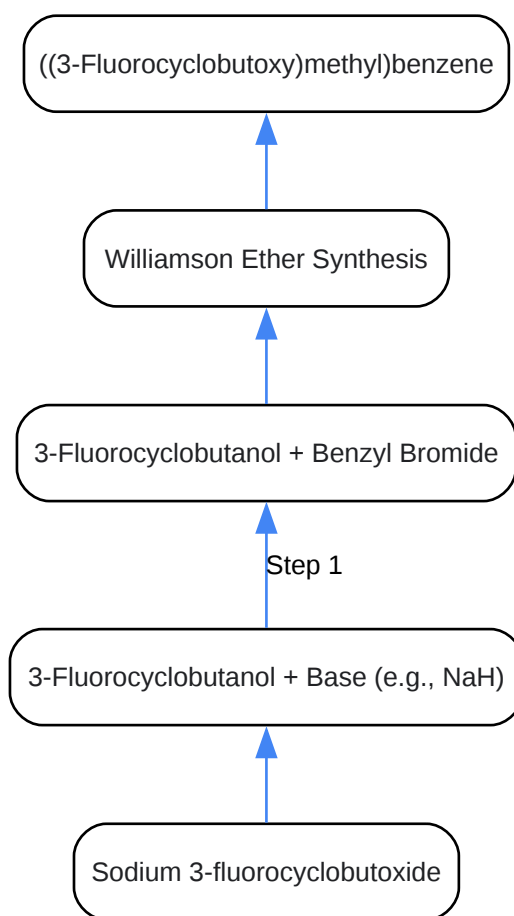 ((3-Fluorocyclobutoxy)methyl)benzene
Williamson Ether Synthesis
3-Fluorocyclobutanol + Benzyl Bromide
Step 1
3-Fluorocyclobutanol + Base (e.g., NaH)
Sodium 3-fluorocyclobutoxide